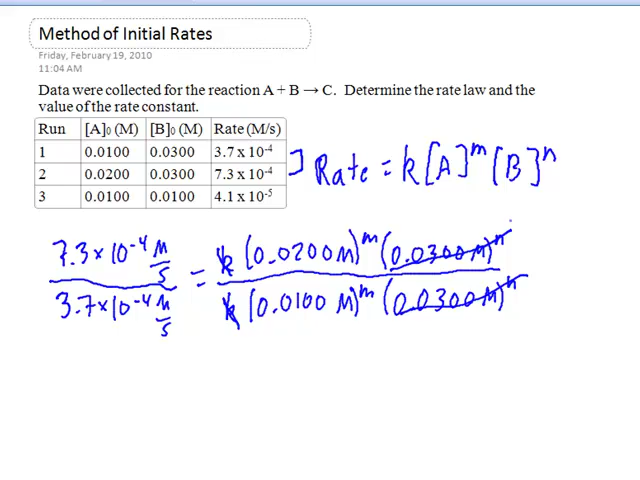 Method of Initial Rates
Friday, February 19, 2010
11:04 AM
Data were collected for the reaction A + B → C. Determine the rate law and the
value of the rate constant.
Run [A]₀ (M) [B]₀ (M) Rate (M/s)
1 0.0100 0.0300 3.7 x 10⁻⁴
2 0.0200 0.0300 7.3 x 10⁻⁴
3 0.0100 0.0100 4.1 x 10⁻⁵
] Rate = k[A]ᵐ[B]ⁿ
7.3 × 10⁻⁴ M/s = k (0.0200 M)ᵐ (0.0300 M)ⁿ
3.7 × 10⁻⁴ M/s k (0.0100 M)ᵐ (0.0300 M)ⁿ